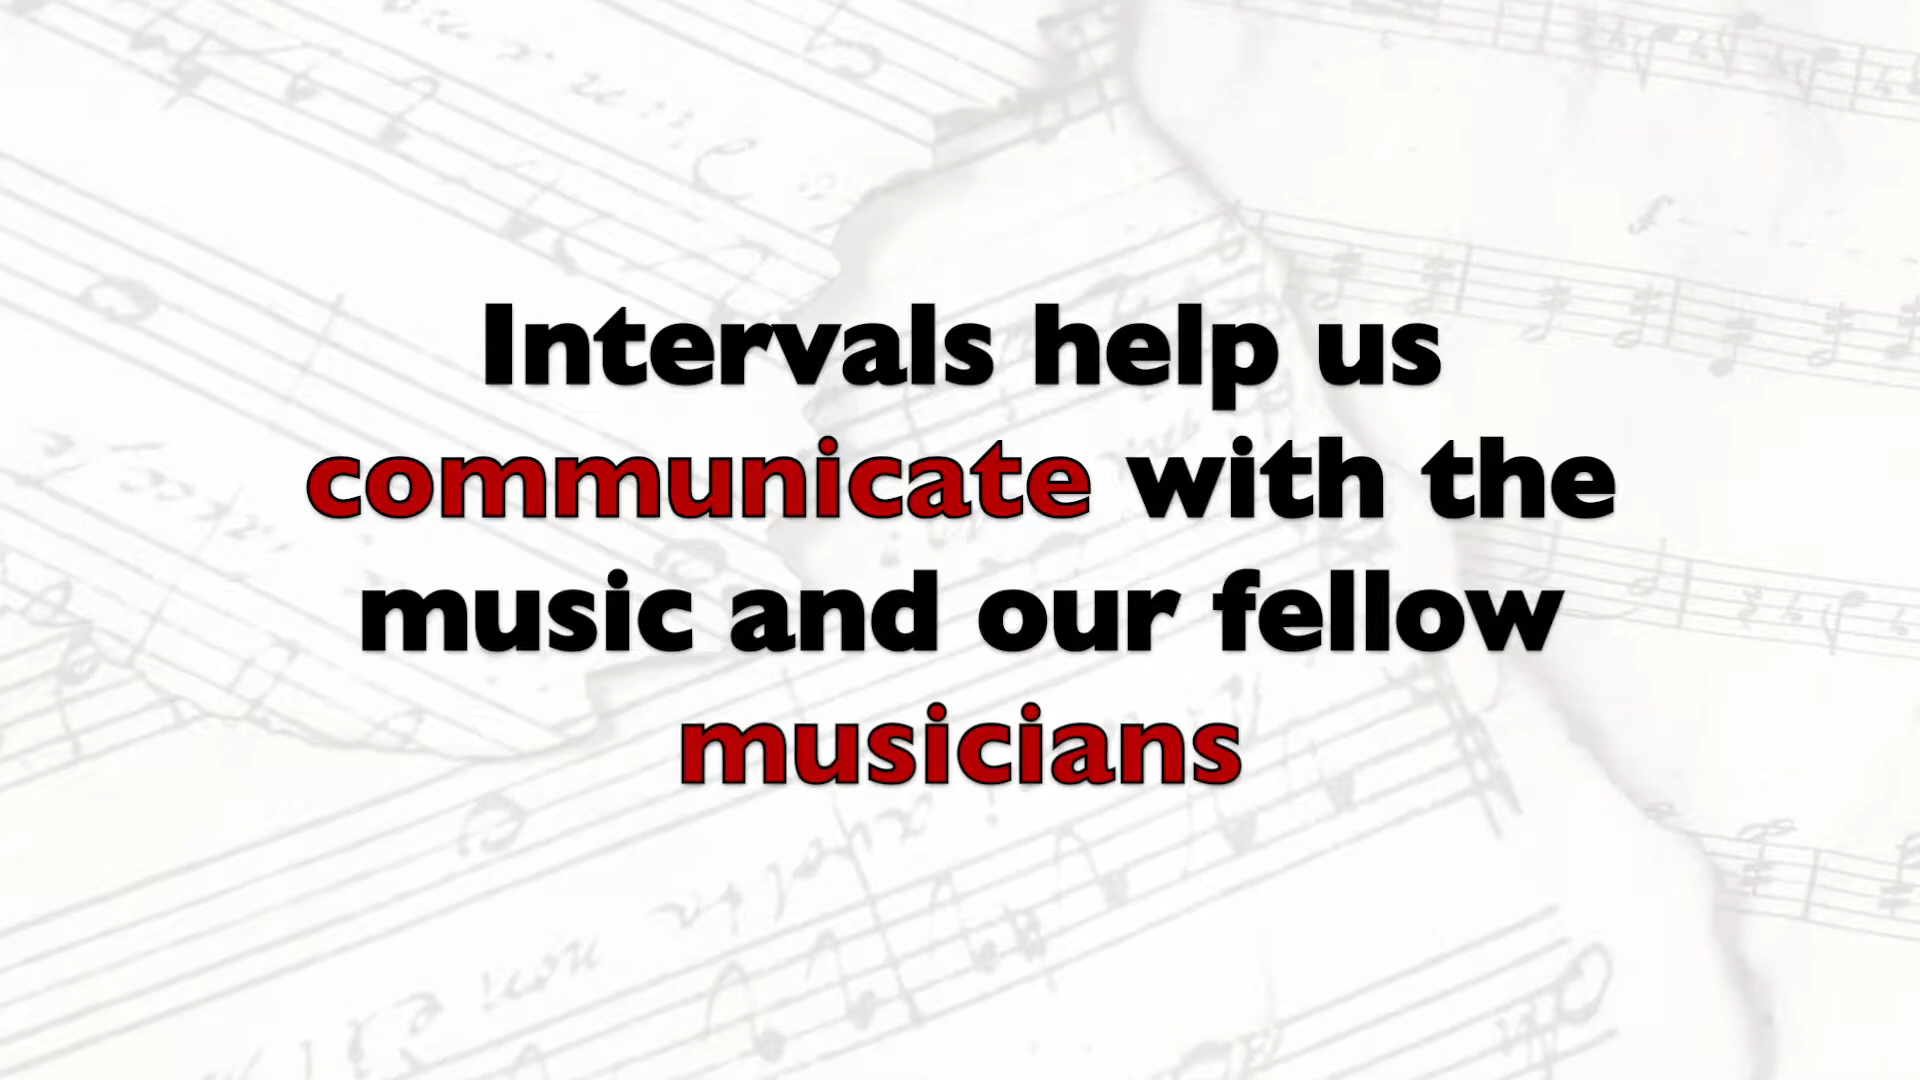 Intervals help us
communicate with the
music and our fellow
musicians